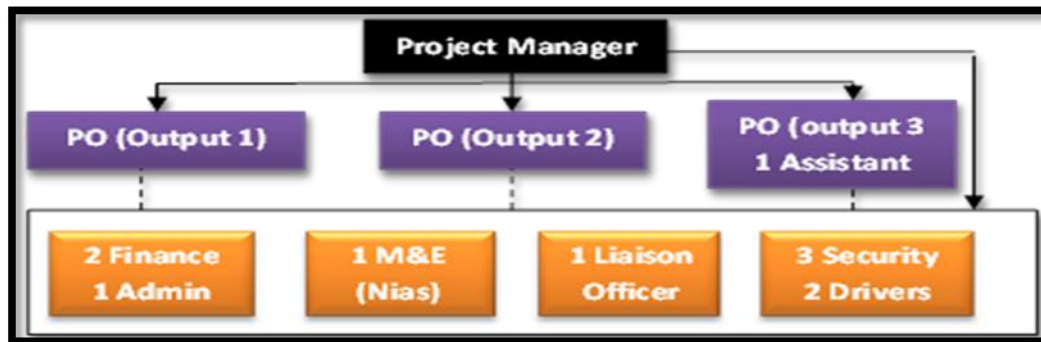 Project Manager
PO (Output 1)
PO (Output 2)
PO (output 3
1 Assistant
2 Finance
1 Admin
1 M&E
(Nias)
1 Liaison
Officer
3 Security
2 Drivers